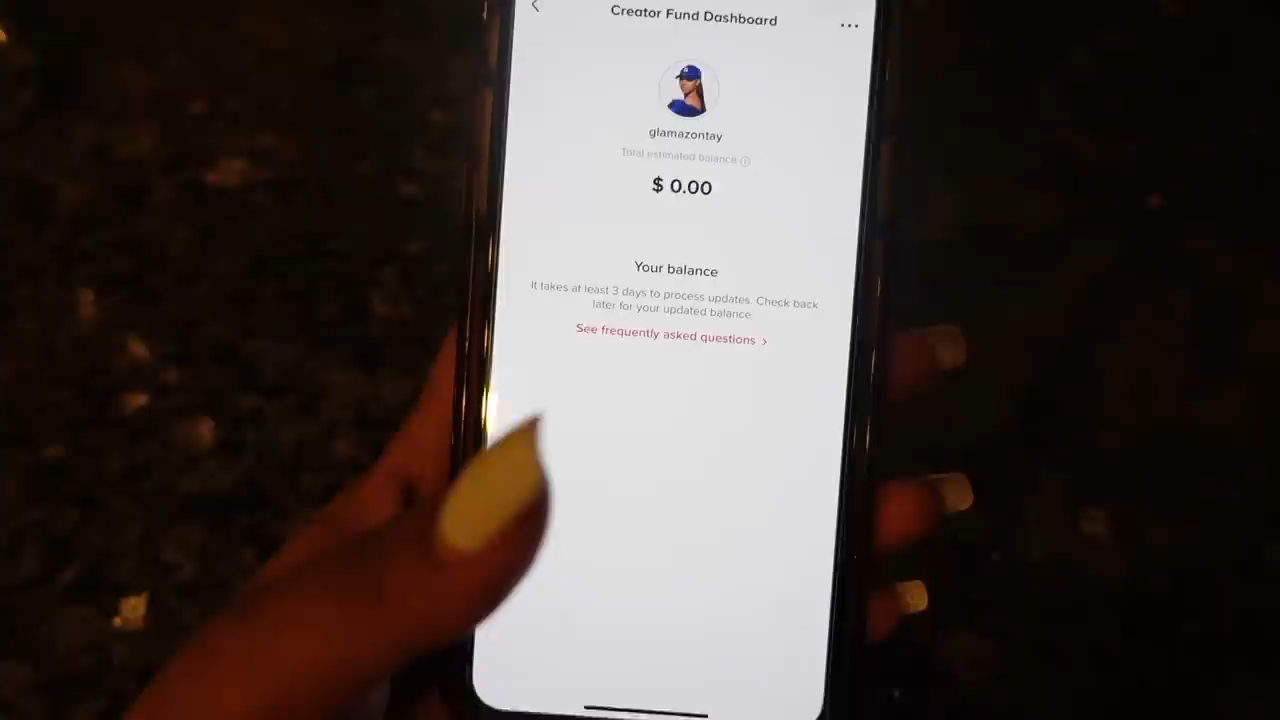 Creator Fund Dashboard
glamazontay
Total estimated balance
$ 0.00
Your balance
It takes at least 3 days to process updates. Check back
later for your updated balance
See frequently asked questions >